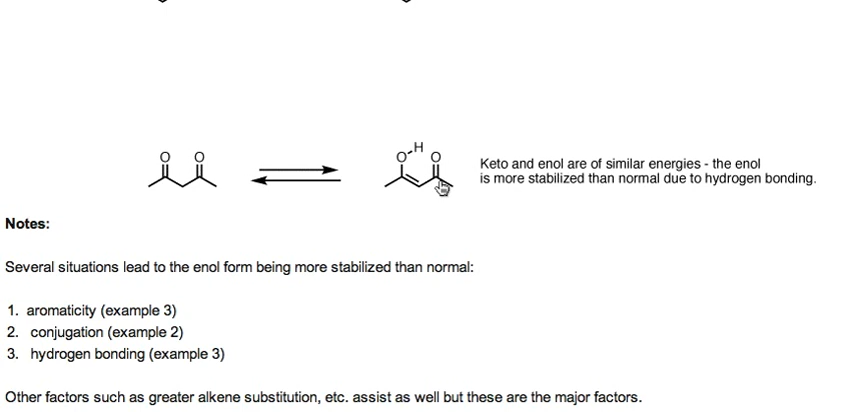 O O
H
O O
Keto and enol are of similar energies - the enol
is more stabilized than normal due to hydrogen bonding.
Notes:
Several situations lead to the enol form being more stabilized than normal:
1. aromaticity (example 3)
2. conjugation (example 2)
3. hydrogen bonding (example 3)
Other factors such as greater alkene substitution, etc. assist as well but these are the major factors.